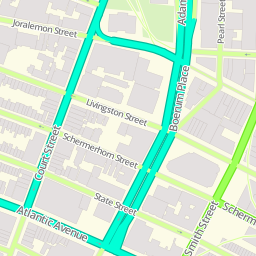 Adam
Joralemon Street
Pearl Street
Livingston Street
Boerum Place
Court Street
Schermerhorn Street
State Street
Smith Street
Scherm
Atlantic Avenue